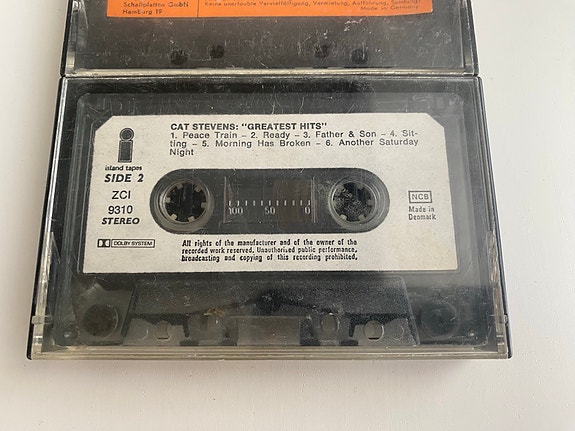 Schallplatten GmbH
Hamburg 19
Keine unerlaubte Vervielfältigung, Vermietung, Aufführung, Sendung!
Made in Germany
CAT STEVENS: "GREATEST HITS"
1. Peace Train – 2. Ready – 3. Father & Son – 4. Sit-
ting – 5. Morning Has Broken – 6. Another Saturday
Night
i
island tapes
SIDE 2
ZCI
9310
STEREO
DOLBY SYSTEM
100 50 0
NCB
Made in
Denmark
All rights of the manufacturer and of the owner of the
recorded work reserved. Unauthorised public performance,
broadcasting and copying of this recording prohibited.